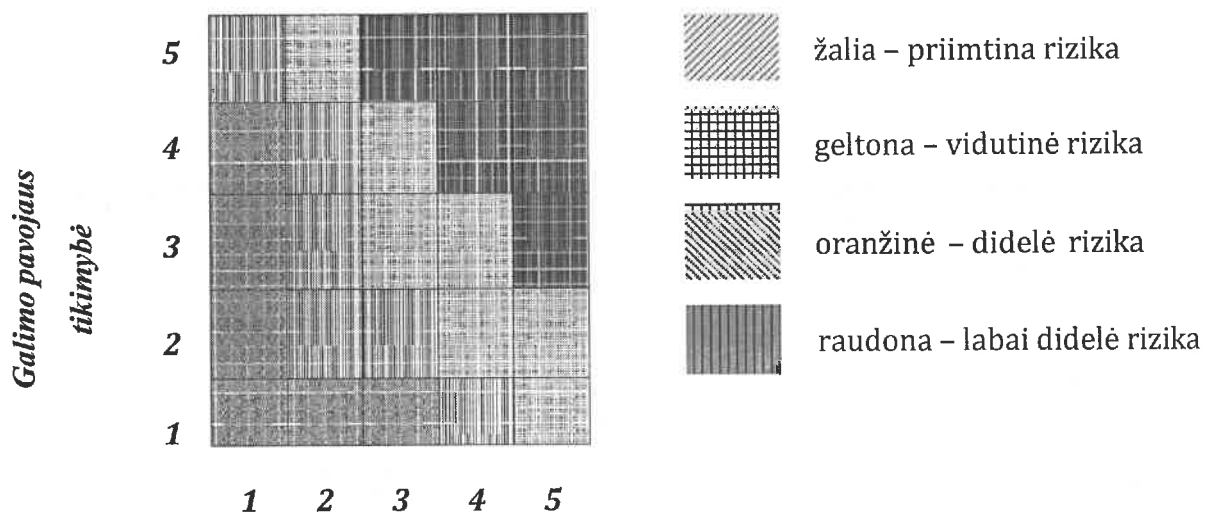 Galimo pavojaus
tikimybė
5
4
3
2
1
1 2 3 4 5
žalia – priimtina rizika
geltona – vidutinė rizika
oranžinė – didelė rizika
raudona – labai didelė rizika